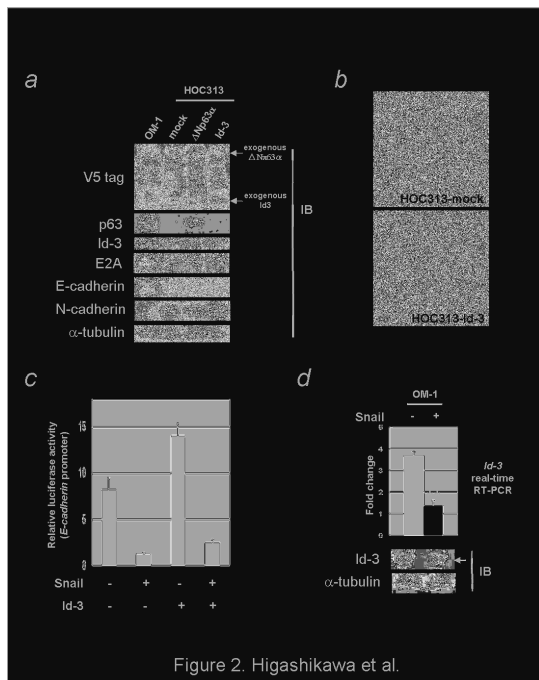 a
HOC313
OM-1 mock ΔNp63α Id-3
V5 tag
exogenous
ΔNp63α
exogenous
Id3
p63
Id-3
E2A
E-cadherin
N-cadherin
α-tubulin
IB
b
HOC313-mock
HOC313-Id-3
c
Relative luciferase activity
(E-cadherin promoter)
15
10
5
0
Snail - + - +
Id-3 - - + +
d
OM-1
Snail - +
Fold change
5
4
3
2
1
0
Id-3
real-time
RT-PCR
Id-3
α-tubulin
IB
Figure 2. Higashikawa et al.